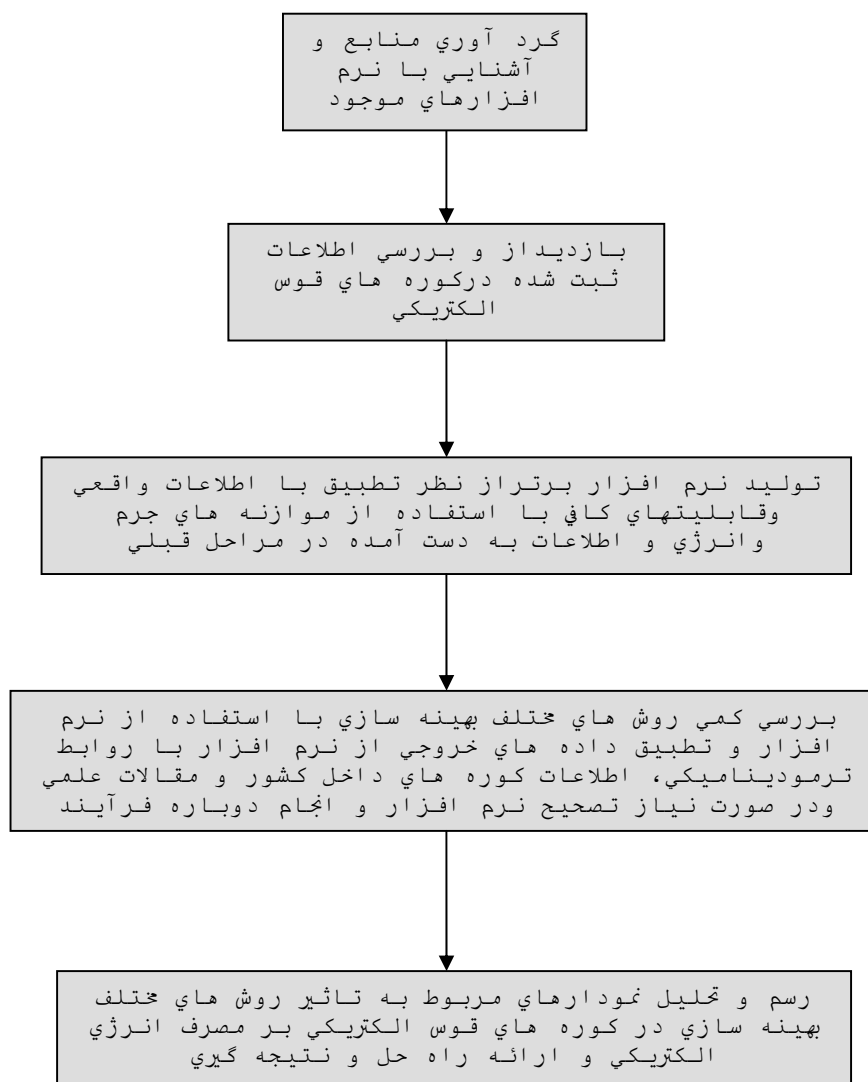 گرد آوري منابع و
آشنايي با نرم
افزارهاي موجود
بازديداز و بررسي اطلاعات
ثبت شده دركوره هاي قوس
الكتريكي
توليد نرم افزار برتراز نظر تطبيق با اطلاعات واقعي
وقابليتهاي كافي با استفاده از موازنه هاي جرم
وانرژي و اطلاعات به دست آمده در مراحل قبلي
بررسي كمي روش هاي مختلف بهينه سازي با استفاده از نرم
افزار و تطبيق داده هاي خروجي از نرم افزار با روابط
ترموديناميكي، اطلاعات كوره هاي داخل كشور و مقالات علمي
ودر صورت نياز تصحيح نرم افزار و انجام دوباره فرآيند
رسم و تحليل نمودارهاي مربوط به تاثير روش هاي مختلف
بهينه سازي در كوره هاي قوس الكتريكي بر مصرف انرژي
الكتريكي و ارائه راه حل و نتيجه گيري